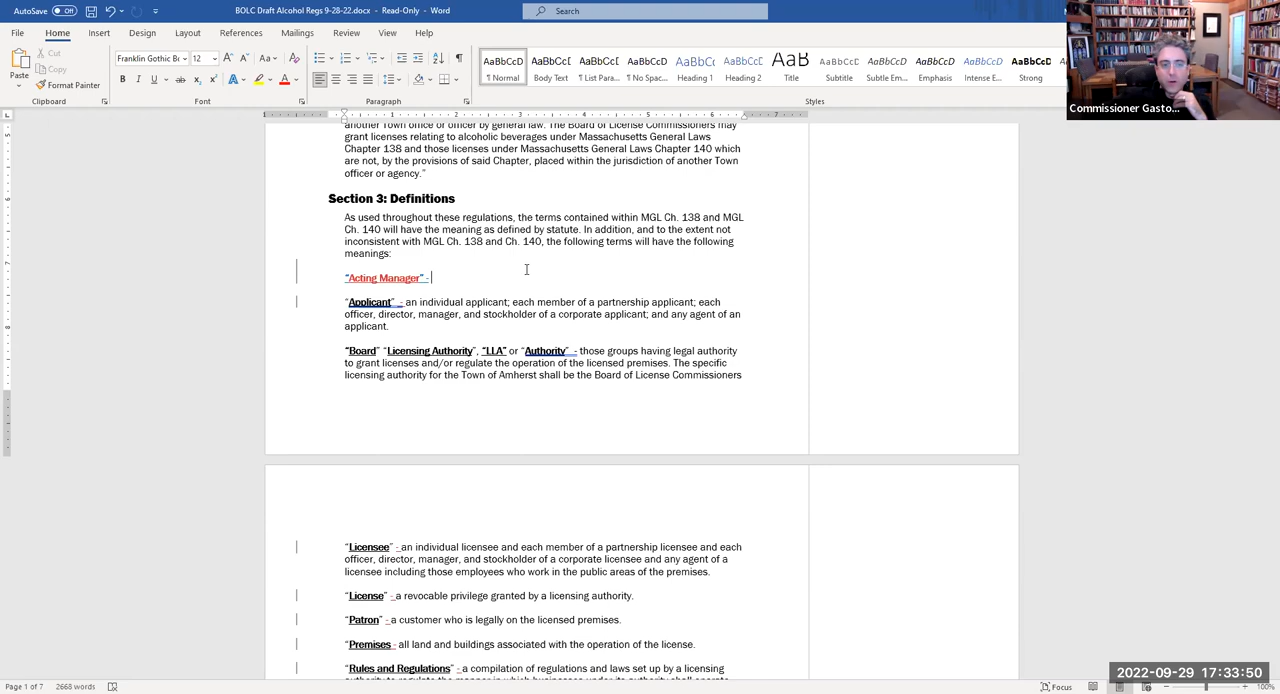 AutoSave Off BOLC Draft Alcohol Regs 9-28-22.docx - Read-Only - Word Search
File Home Insert Design Layout References Mailings Review View Help
Paste Cut Copy Format Painter
Franklin Gothic B 12
AaBbCcD AaBbCcD AaBbCcD AaBbCcD AaBbCc AaBbCcD AaB AaBbCcD AaBbCcD AaBbCcD AaBbCcD AaBbCcD
¶ Normal Body Text ¶ List Para... ¶ No Spac... Heading 1 Heading 2 Title Subtitle Subtle Em... Emphasis Intense E... Strong
Clipboard Font Paragraph Styles
Commissioner Gasto...
another Town office or officer by general law. The Board of License Commissioners may
grant licenses relating to alcoholic beverages under Massachusetts General Laws
Chapter 138 and those licenses under Massachusetts General Laws Chapter 140 which
are not, by the provisions of said Chapter, placed within the jurisdiction of another Town
officer or agency.”
Section 3: Definitions
As used throughout these regulations, the terms contained within MGL Ch. 138 and MGL
Ch. 140 will have the meaning as defined by statute. In addition, and to the extent not
inconsistent with MGL Ch. 138 and Ch. 140, the following terms will have the following
meanings:
“Acting Manager” -
“Applicant” - an individual applicant; each member of a partnership applicant; each
officer, director, manager, and stockholder of a corporate applicant; and any agent of an
applicant.
“Board” “Licensing Authority”, “LLA” or “Authority” - those groups having legal authority
to grant licenses and/or regulate the operation of the licensed premises. The specific
licensing authority for the Town of Amherst shall be the Board of License Commissioners
“Licensee” - an individual licensee and each member of a partnership licensee and each
officer, director, manager, and stockholder of a corporate licensee and any agent of a
licensee including those employees who work in the public areas of the premises.
“License” - a revocable privilege granted by a licensing authority.
“Patron” - a customer who is legally on the licensed premises.
“Premises - all land and buildings associated with the operation of the license.
“Rules and Regulations” - a compilation of regulations and laws set up by a licensing
2022-09-29 17:33:50
Page 1 of 7 2668 words Focus 100%